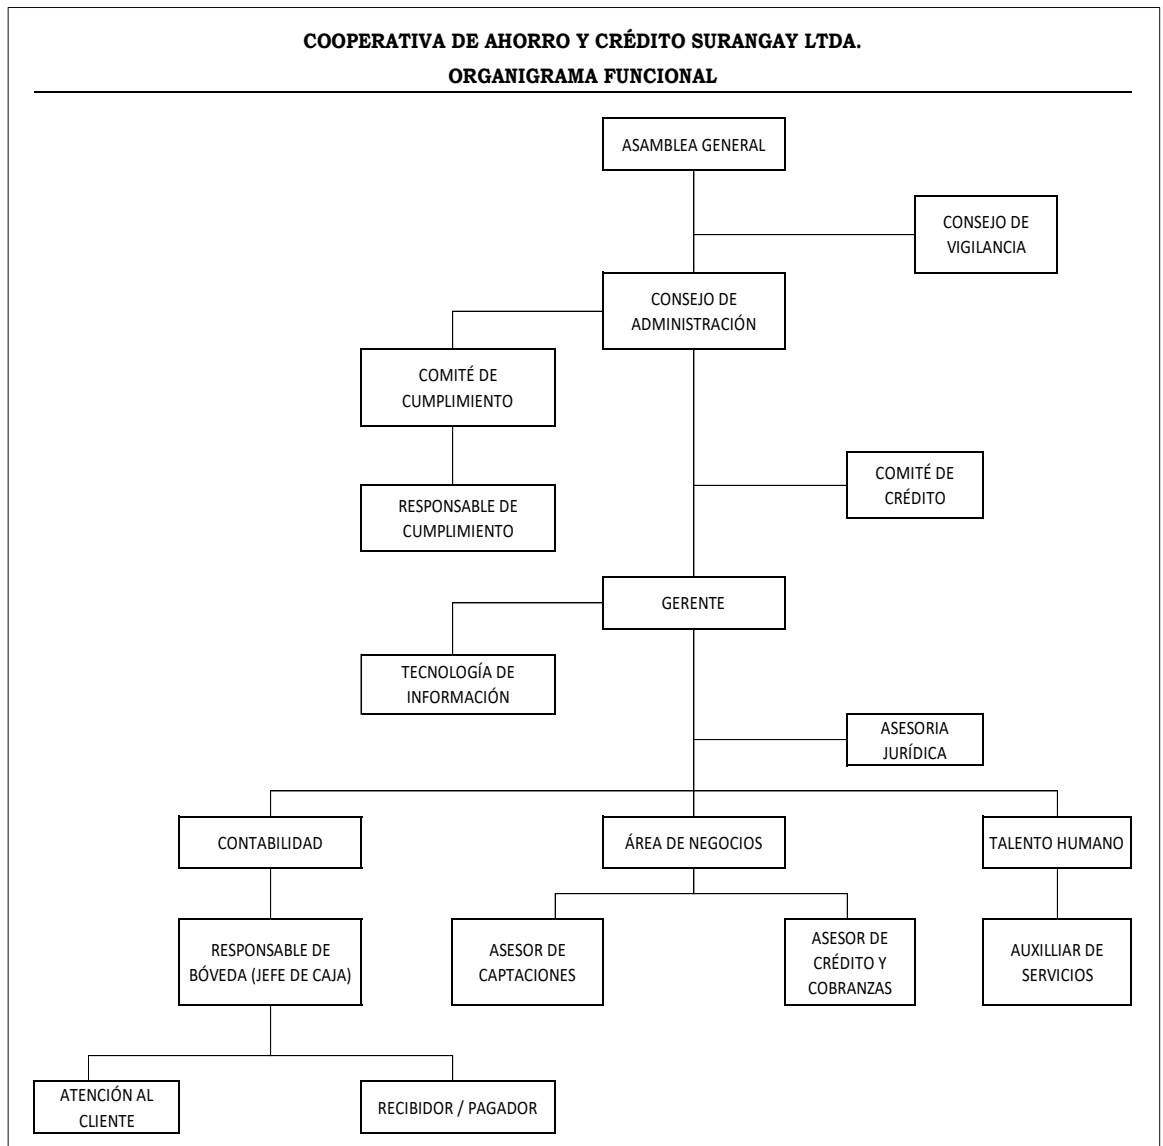 COOPERATIVA DE AHORRO Y CRÉDITO SURANGAY LTDA.
ORGANIGRAMA FUNCIONAL
ASAMBLEA GENERAL
CONSEJO DE
VIGILANCIA
CONSEJO DE
ADMINISTRACIÓN
COMITÉ DE
CUMPLIMIENTO
COMITÉ DE
CRÉDITO
RESPONSABLE DE
CUMPLIMIENTO
GERENTE
TECNOLOGÍA DE
INFORMACIÓN
ASESORIA
JURÍDICA
CONTABILIDAD
ÁREA DE NEGOCIOS
TALENTO HUMANO
RESPONSABLE DE
BÓVEDA (JEFE DE CAJA)
ASESOR DE
CAPTACIONES
ASESOR DE
CRÉDITO Y
COBRANZAS
AUXILLIAR DE
SERVICIOS
ATENCIÓN AL
CLIENTE
RECIBIDOR / PAGADOR